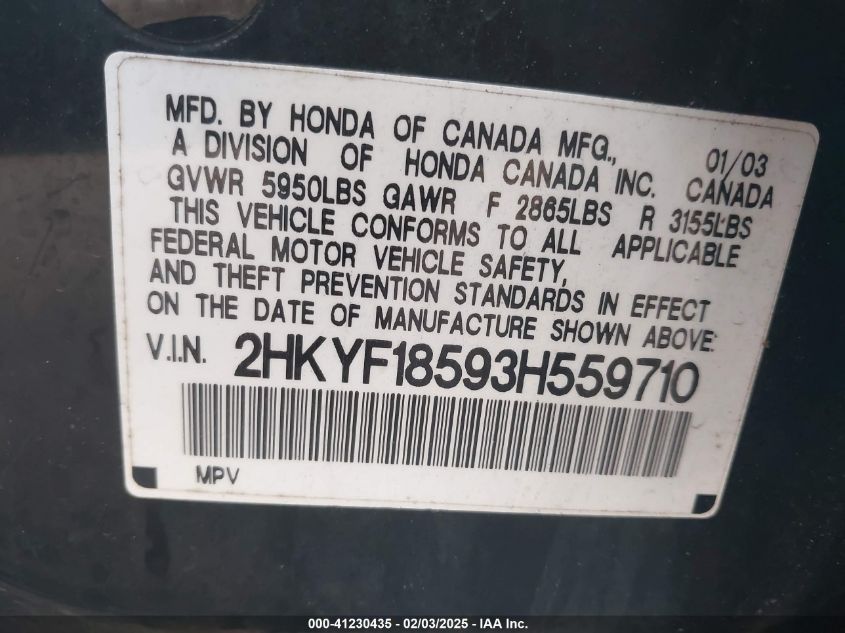 MFD. BY HONDA OF CANADA MFG., 01/03
A DIVISION OF HONDA CANADA INC. CANADA
GVWR 5950LBS GAWR F 2865LBS R 3155LBS
THIS VEHICLE CONFORMS TO ALL APPLICABLE
FEDERAL MOTOR VEHICLE SAFETY,
AND THEFT PREVENTION STANDARDS IN EFFECT
ON THE DATE OF MANUFACTURE SHOWN ABOVE:
V.I.N. 2HKYF18593H559710
MPV
000-41230435 - 02/03/2025 - IAA Inc.